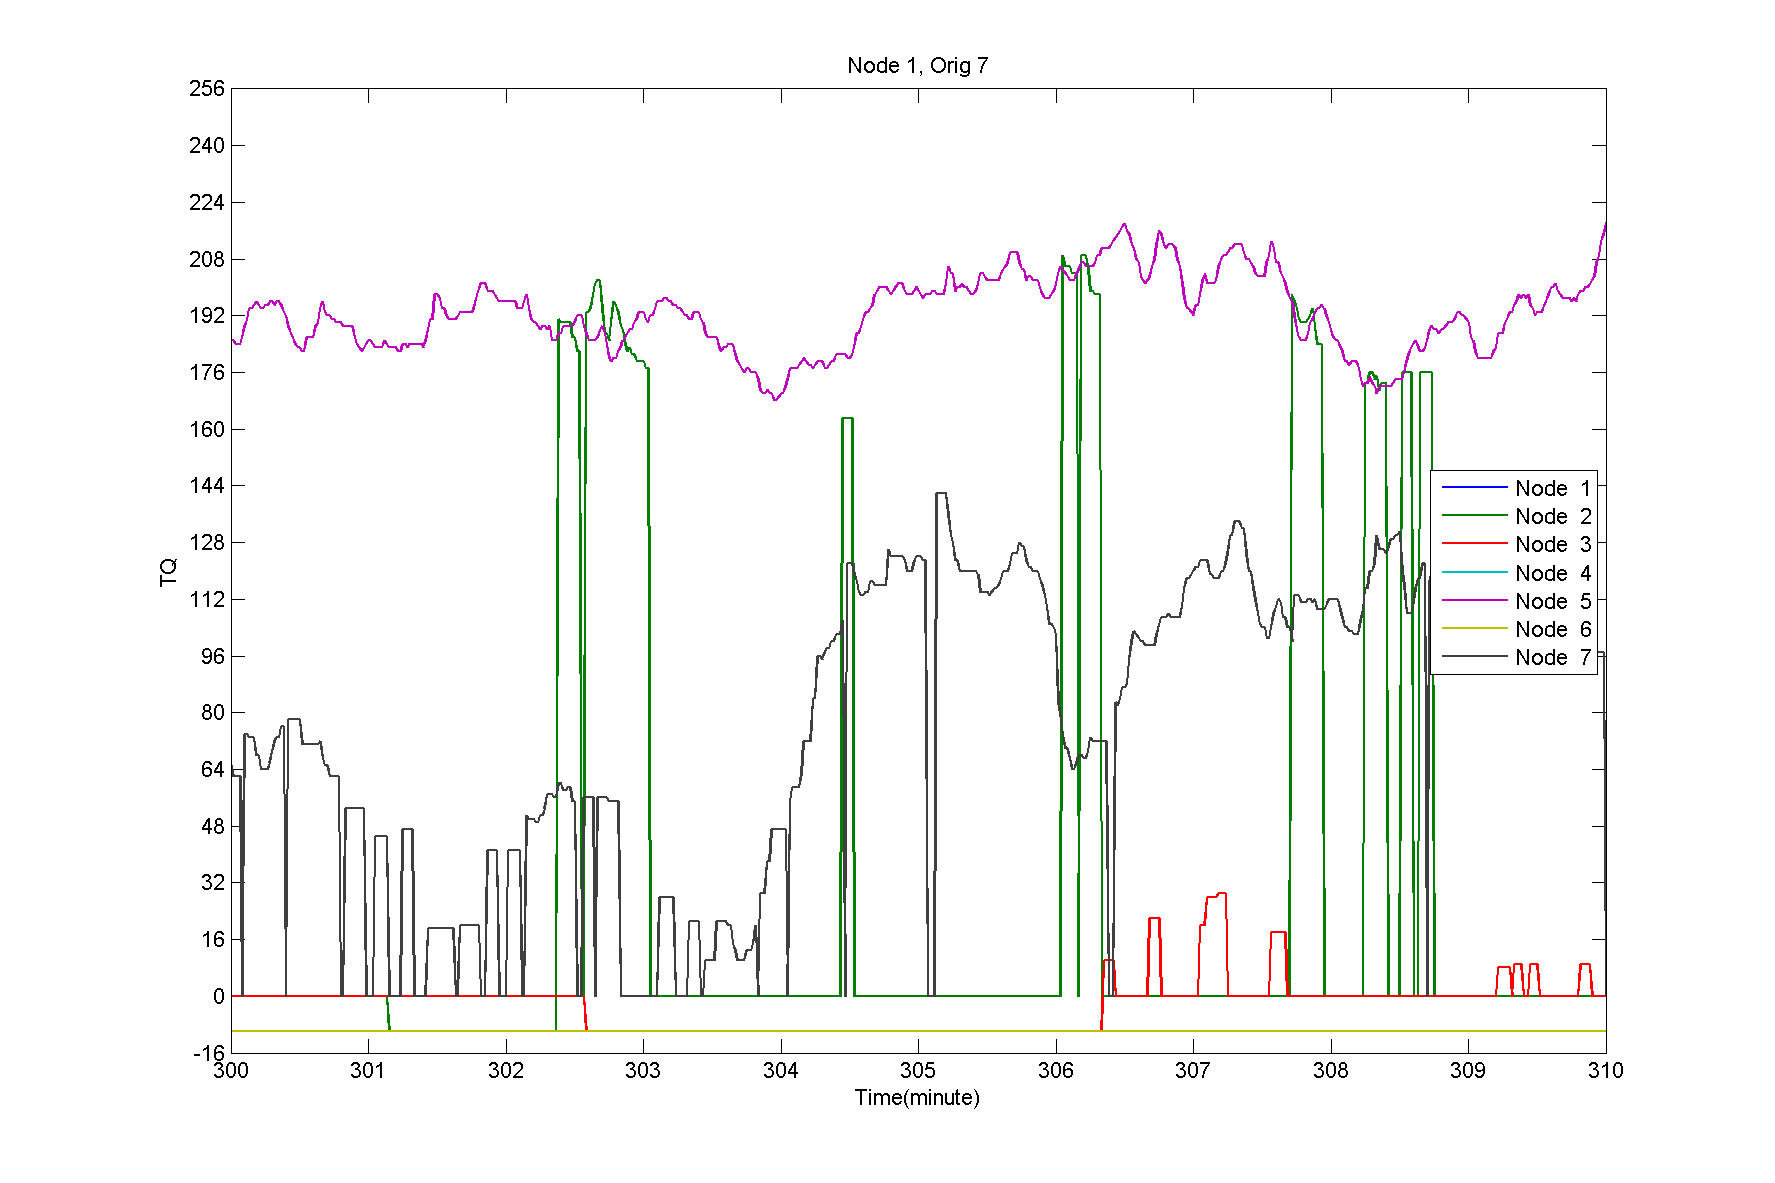 Node 1, Orig 7
256
240
224
208
192
176
160
144
128
112
96
80
64
48
32
16
0
-16
TQ
Node 1
Node 2
Node 3
Node 4
Node 5
Node 6
Node 7
300 301 302 303 304 305 306 307 308 309 310
Time(minute)